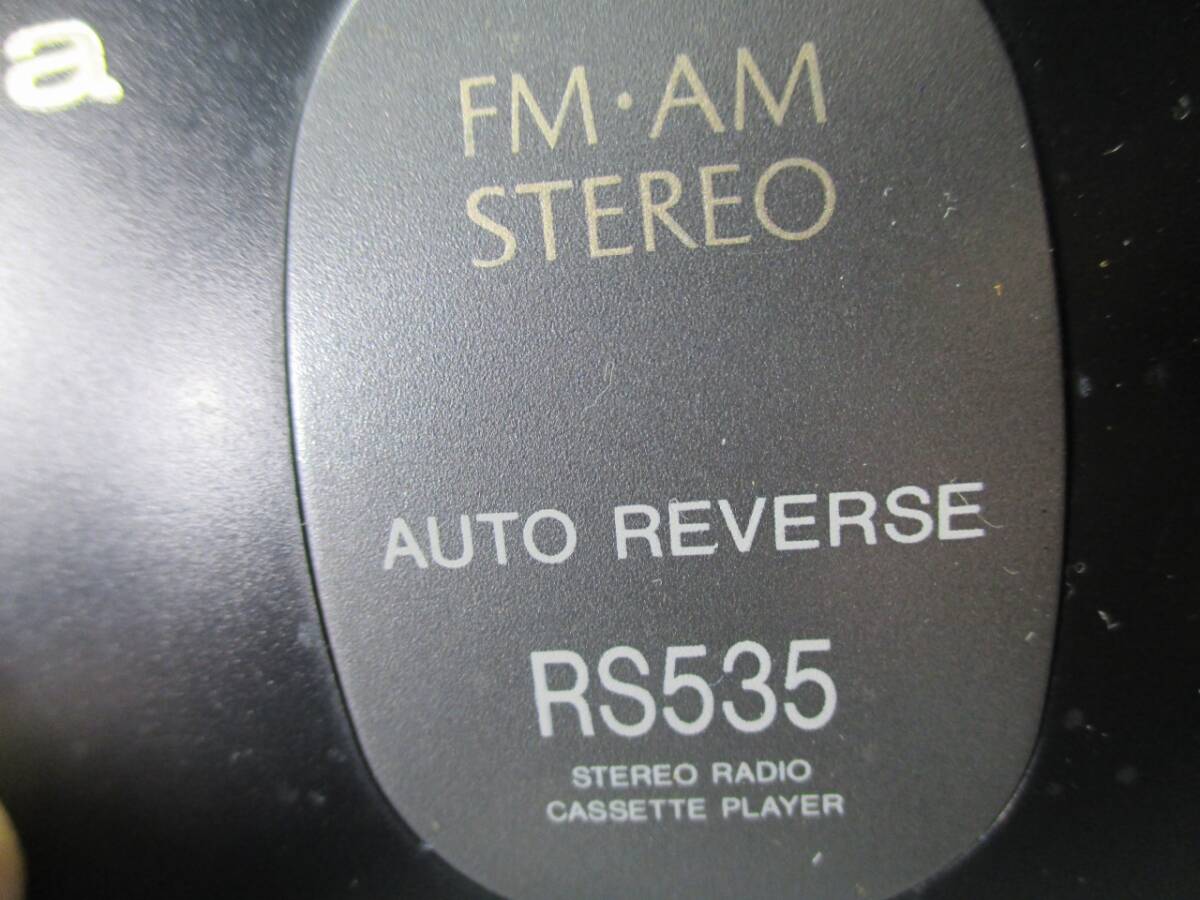 a
FM·AM
STEREO
AUTO REVERSE
RS535
STEREO RADIO
CASSETTE PLAYER